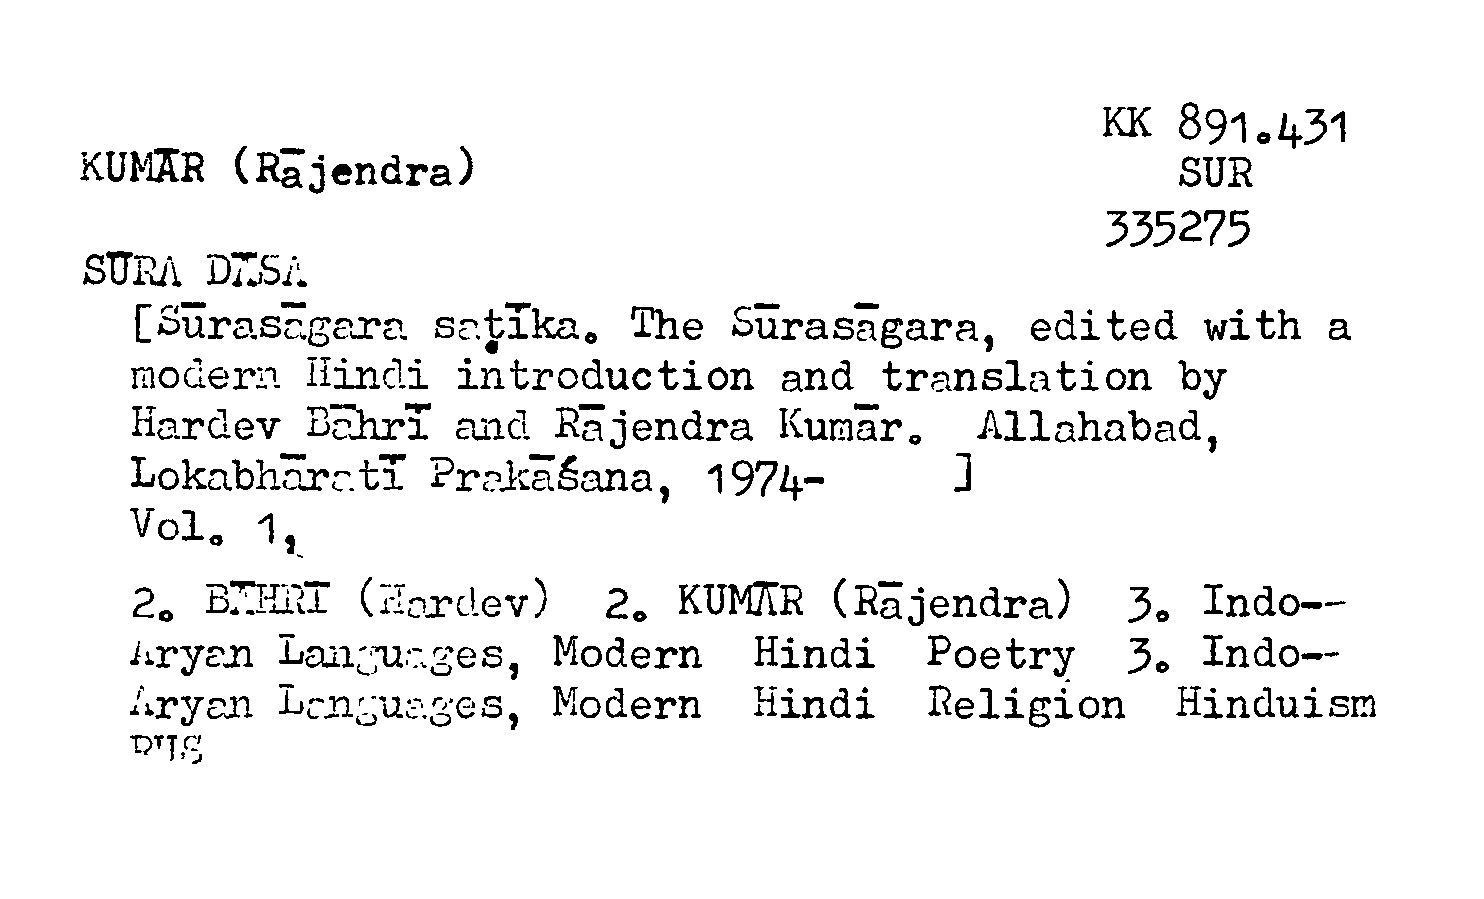 KK 891.431
KUMĀR (Rājendra)
SUR
335275
SŪRA DĀSA
[Sūrasāgara saṭīka. The Sūrasāgara, edited with a
modern Hindi introduction and translation by
Hardev Bāhrī and Rājendra Kumār. Allahabad,
Lokabhāratī Prakāśana, 1974- ]
Vol. 1,
2. BĀHRĪ (Hardev) 2. KUMĀR (Rājendra) 3. Indo--
Aryan Languages, Modern Hindi Poetry 3. Indo--
Aryan Languages, Modern Hindi Religion Hinduism